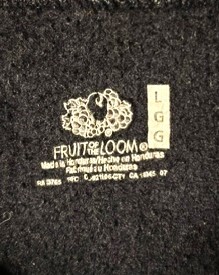 FRUIT OF THE LOOM®
L
G
G
Made in Honduras/Hecho en Honduras
Fabriqué au Honduras